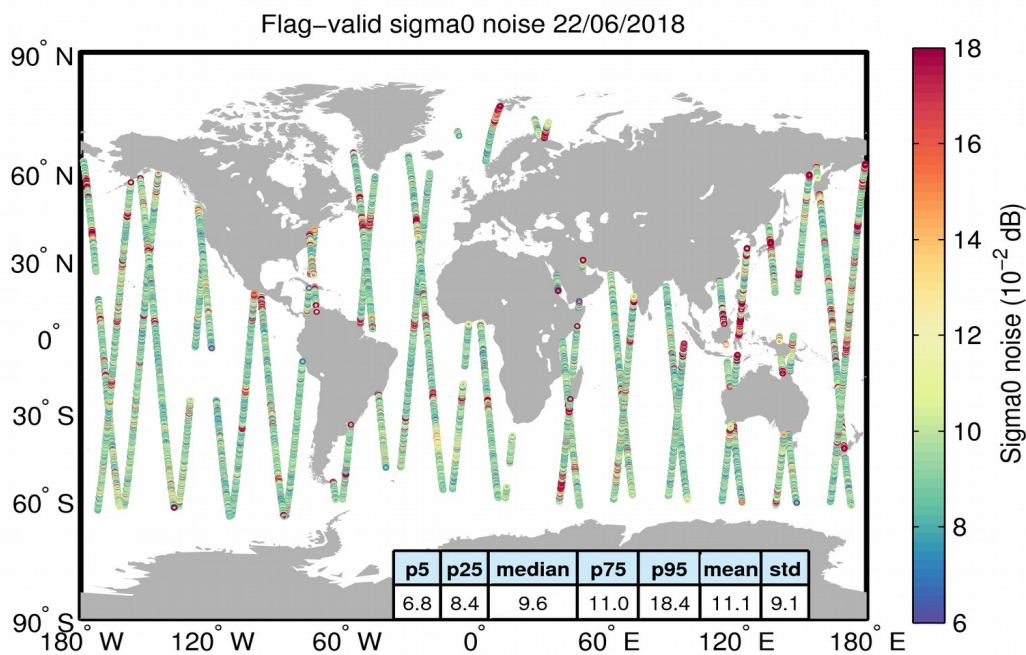 Flag−valid sigma0 noise 22/06/2018
90° N
60° N
30° N
0°
30° S
60° S
90° S
180° W
120° W
60° W
0°
60° E
120° E
180° E
p5 p25 median p75 p95 mean std
6.8 8.4 9.6 11.0 18.4 11.1 9.1
18
16
14
12
10
8
6
Sigma0 noise (10⁻² dB)